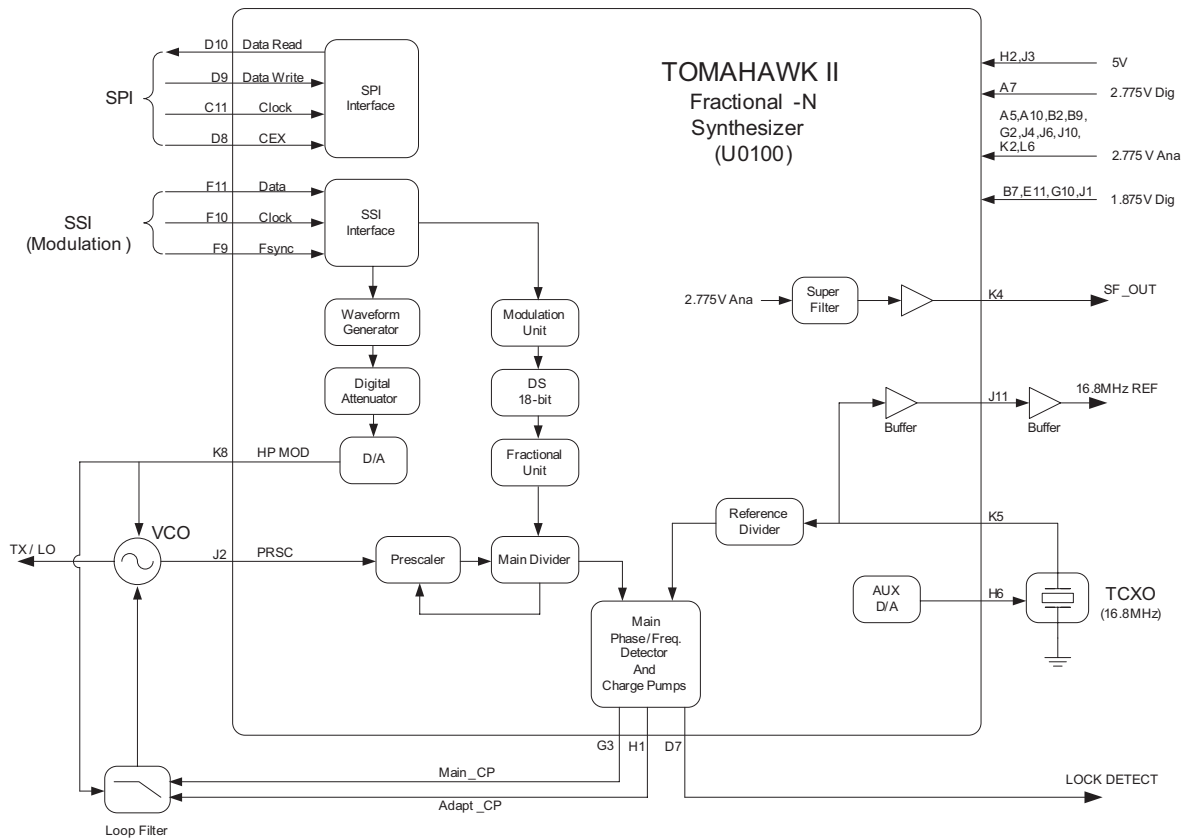 D10 Data Read
D9 Data Write
C11 Clock
D8 CEX
SPI
SPI
Interface
TOMAHAWK II
Fractional -N
Synthesizer
(U0100)
H2,J3
5V
A7
2.775V Dig
A5,A10,B2,B9,
G2,J4,J6,J10,
K2,L6
2.775 V Ana
B7,E11,G10,J1
1.875V Dig
F11 Data
F10 Clock
F9 Fsync
SSI
(Modulation )
SSI
Interface
2.775V Ana
Super
Filter
K4
SF_OUT
Waveform
Generator
Modulation
Unit
Digital
Attenuator
DS
18-bit
Buffer
J11
Buffer
16.8MHz REF
K8 HP MOD
D/A
Fractional
Unit
VCO
TX / LO
J2 PRSC
Prescaler
Main Divider
Reference
Divider
K5
AUX
D/A
H6
TCXO
(16.8MHz)
Main
Phase/Freq.
Detector
And
Charge Pumps
G3 H1 D7
Main_CP
Adapt _CP
LOCK DETECT
Loop Filter